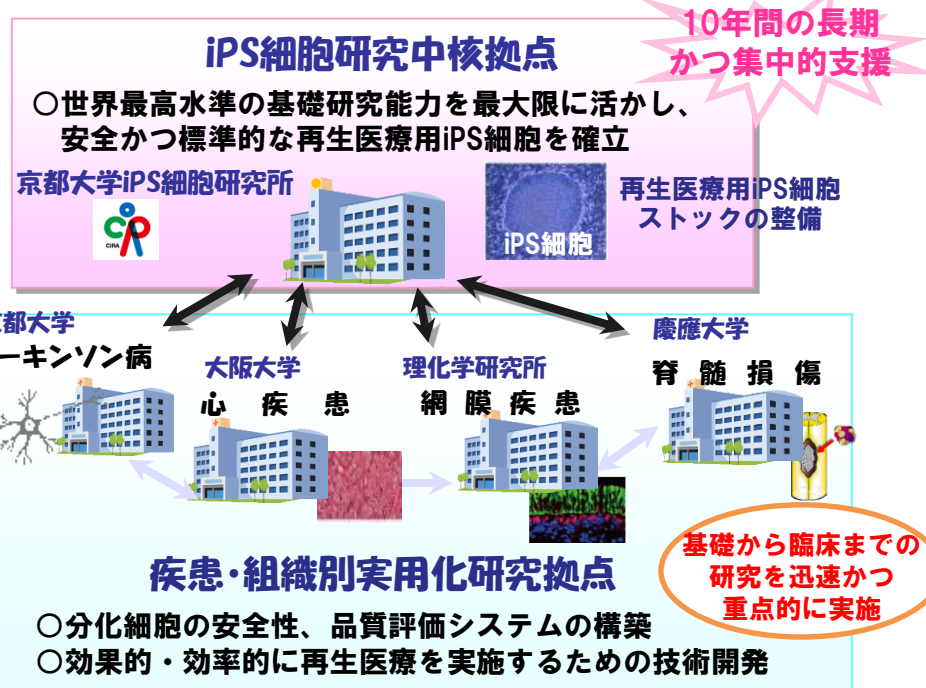 10年間の長期
かつ集中的支援
iPS細胞研究中核拠点
○世界最高水準の基礎研究能力を最大限に活かし、
安全かつ標準的な再生医療用iPS細胞を確立
京都大学iPS細胞研究所
CiRA
iPS細胞
再生医療用iPS細胞
ストックの整備
都大学
ーキンソン病
大阪大学
心疾患
理化学研究所
網膜疾患
慶應大学
脊髄損傷
疾患・組織別実用化研究拠点
基礎から臨床までの
研究を迅速かつ
重点的に実施
○分化細胞の安全性、品質評価システムの構築
○効果的・効率的に再生医療を実施するための技術開発